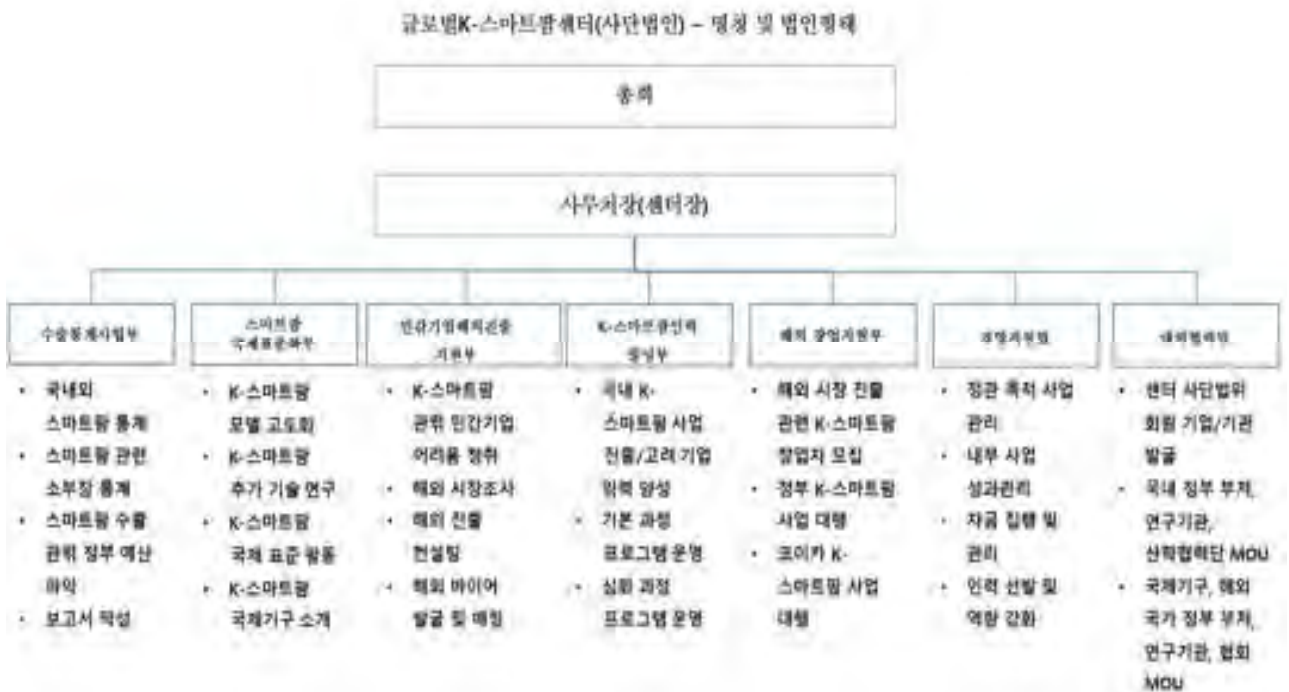 글로벌K-스마트팜센터(사단법인) – 명칭 및 법인형태
총회
사무처장(센터장)
수출통계사업부
스마트팜
국제표준화부
민간기업해외진출
지원부
K-스마트팜인력
양성부
해외 창업지원부
경영지원팀
대외협력팀
• 국내외
스마트팜 통계
• 스마트팜 관련
소부장 통계
• 스마트팜 수출
관련 정부 예산
파악
• 보고서 작성
• K-스마트팜
모델 고도화
• K-스마트팜
추가 기술 연구
• K-스마트팜
국제 표준 활동
• K-스마트팜
국제기구 소개
• K-스마트팜
관련 민간기업
어려움 청취
• 해외 시장조사
• 해외 진출
컨설팅
• 해외 바이어
발굴 및 매칭
• 국내 K-
스마트팜 사업
진출/고려 기업
인력 양성
• 기본 과정
프로그램 운영
• 심화 과정
프로그램 운영
• 해외 시장 진출
관련 K-스마트팜
창업자 모집
• 정부 K-스마트팜
사업 대행
• 코이카 K-
스마트팜 사업
대행
• 정관 목적 사업
관리
• 내부 사업
성과관리
• 자금 집행 및
관리
• 인력 선발 및
역량 강화
• 센터 사단법위
회원 기업/기관
발굴
• 국내 정부 부처,
연구기관,
산학협력단 MOU
• 국제기구, 해외
국가 정부 부처,
연구기관, 협회
MOU